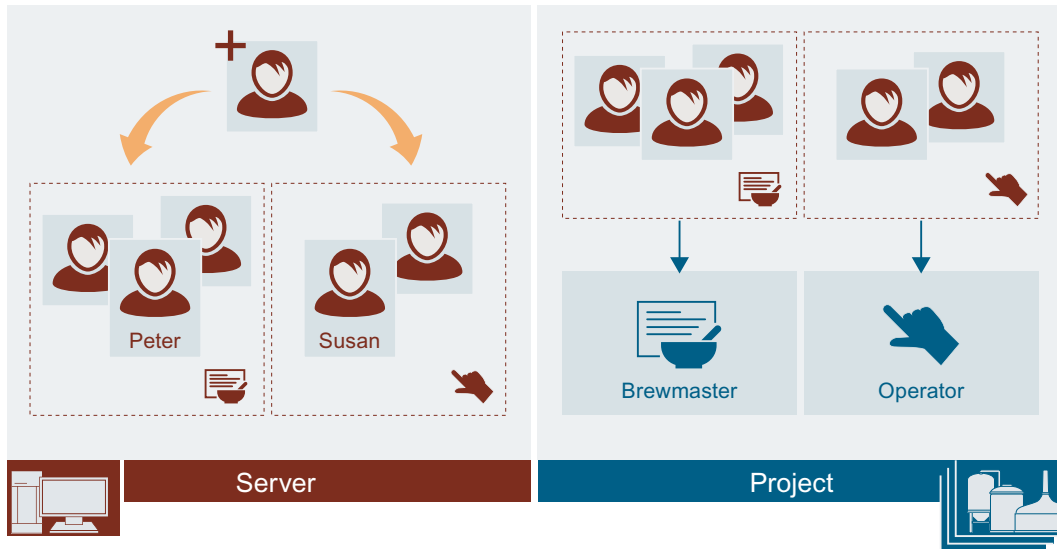 Peter
Susan
Brewmaster
Operator
Server
Project